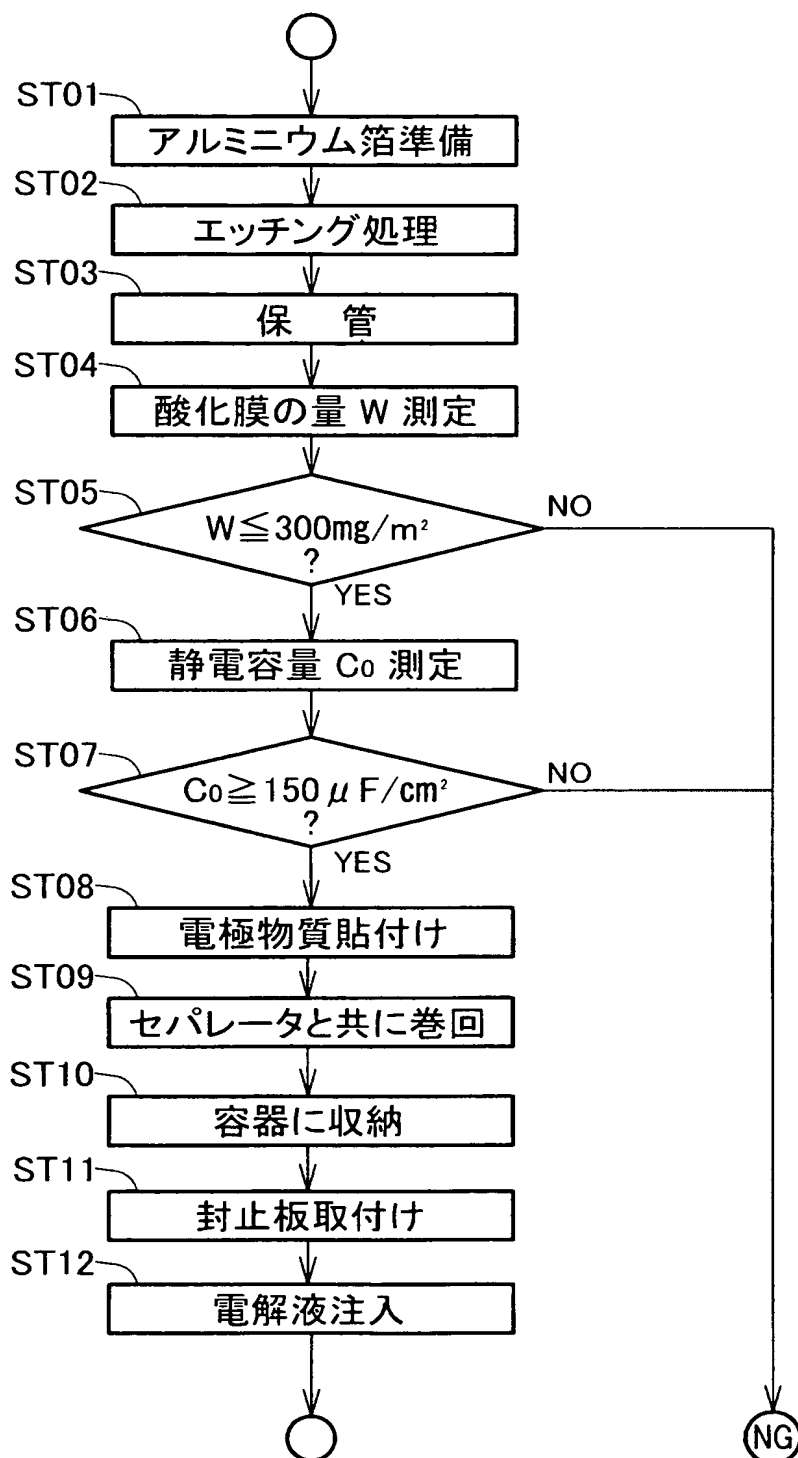 ST01
アルミニウム箔準備
ST02
エッチング処理
ST03
保 管
ST04
酸化膜の量 W 測定
ST05
W≦300mg/m²
?
NO
YES
ST06
静電容量 C₀ 測定
ST07
C₀≧150μF/cm²
?
NO
YES
ST08
電極物質貼付け
ST09
セパレータと共に巻回
ST10
容器に収納
ST11
封止板取付け
ST12
電解液注入
NG